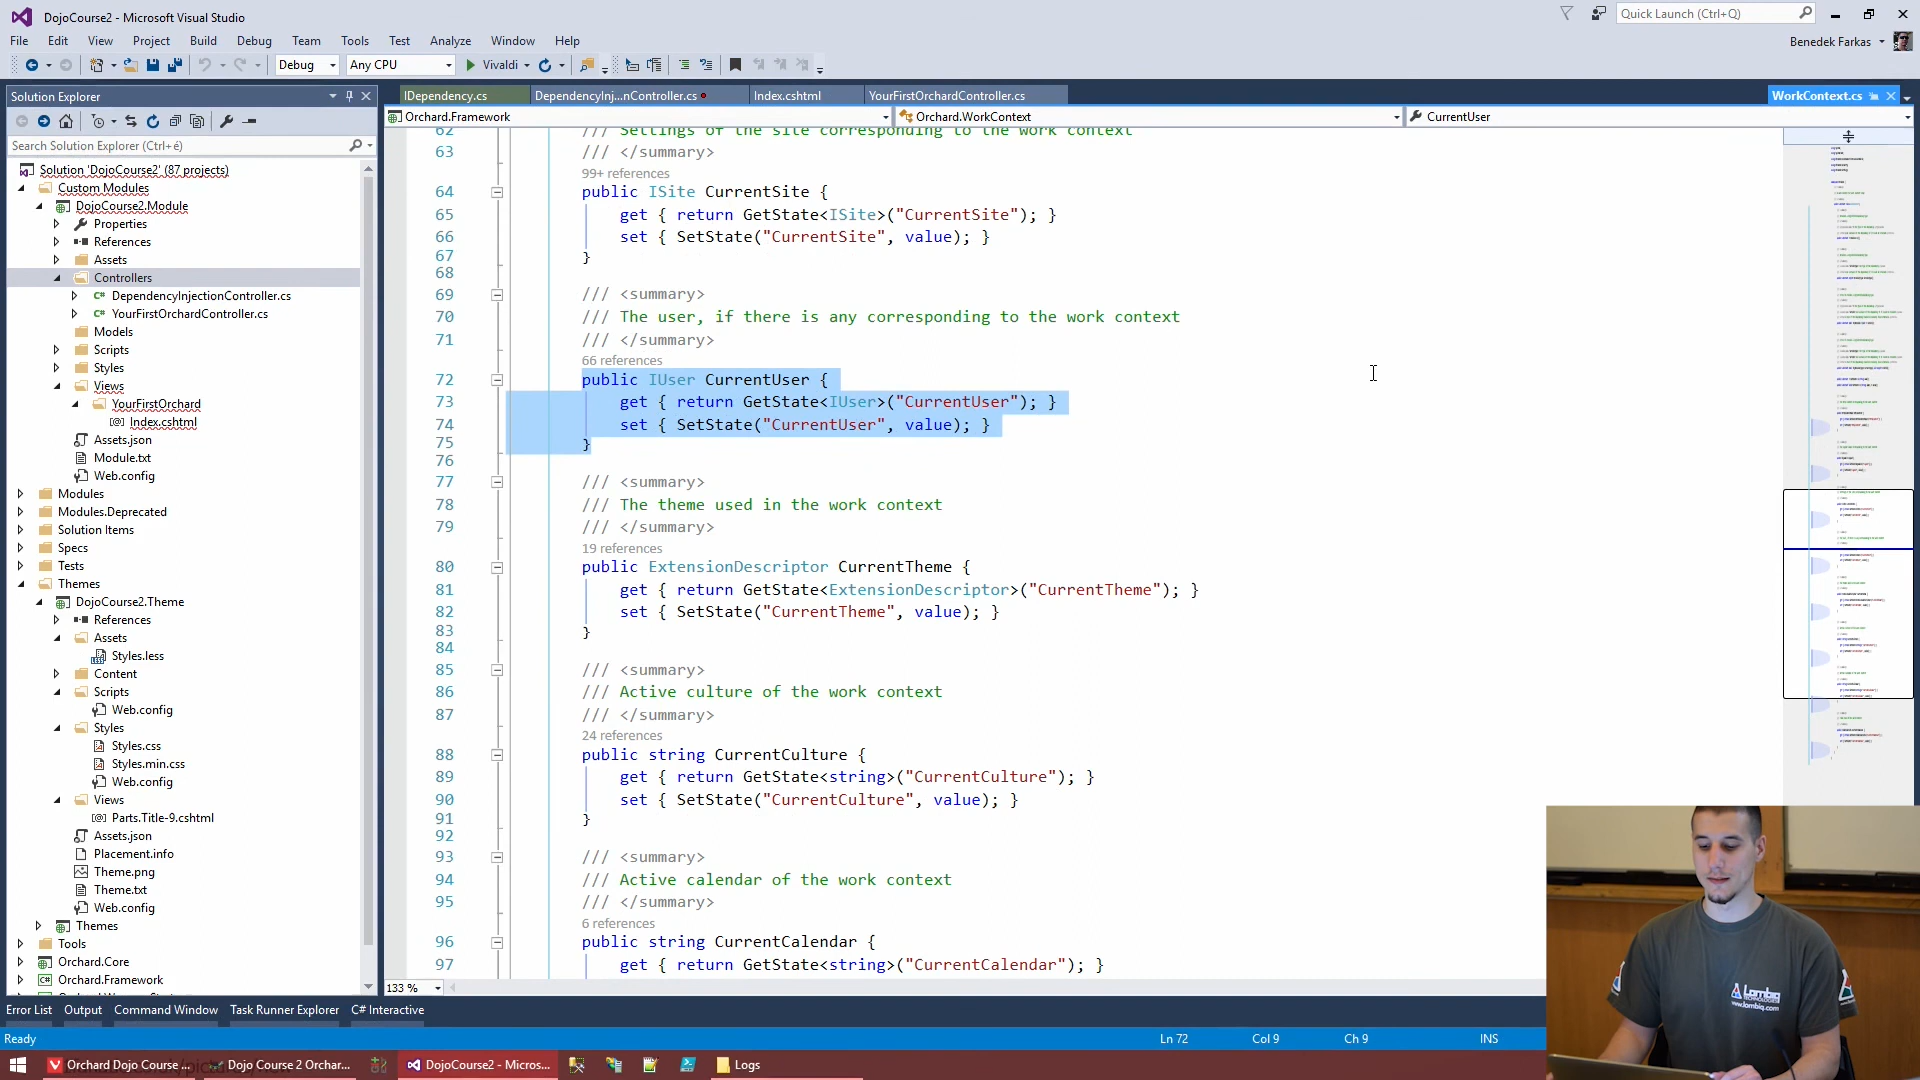 DojoCourse2 - Microsoft Visual Studio
Quick Launch (Ctrl+Q)
File Edit View Project Build Debug Team Tools Test Analyze Window Help
Benedek Farkas
Debug Any CPU Vivaldi
Solution Explorer
Search Solution Explorer (Ctrl+é)
Solution 'DojoCourse2' (87 projects)
Custom Modules
DojoCourse2.Module
Properties
References
Assets
Controllers
DependencyInjectionController.cs
YourFirstOrchardController.cs
Models
Scripts
Styles
Views
YourFirstOrchard
Index.cshtml
Assets.json
Module.txt
Web.config
Modules
Modules.Deprecated
Solution Items
Specs
Tests
Themes
DojoCourse2.Theme
References
Assets
Styles.less
Content
Scripts
Web.config
Styles
Styles.css
Styles.min.css
Web.config
Views
Parts.Title-9.cshtml
Assets.json
Placement.info
Theme.png
Theme.txt
Web.config
Themes
Tools
Orchard.Core
Orchard.Framework
IDependency.cs DependencyInj...nController.cs Index.cshtml YourFirstOrchardController.cs WorkContext.cs
Orchard.Framework Orchard.WorkContext CurrentUser
62 /// Settings of the site corresponding to the work context
63 /// </summary>
99+ references
64 public ISite CurrentSite {
65 get { return GetState<ISite>("CurrentSite"); }
66 set { SetState("CurrentSite", value); }
67 }
68
69 /// <summary>
70 /// The user, if there is any corresponding to the work context
71 /// </summary>
66 references
72 public IUser CurrentUser {
73 get { return GetState<IUser>("CurrentUser"); }
74 set { SetState("CurrentUser", value); }
75 }
76
77 /// <summary>
78 /// The theme used in the work context
79 /// </summary>
19 references
80 public ExtensionDescriptor CurrentTheme {
81 get { return GetState<ExtensionDescriptor>("CurrentTheme"); }
82 set { SetState("CurrentTheme", value); }
83 }
84
85 /// <summary>
86 /// Active culture of the work context
87 /// </summary>
24 references
88 public string CurrentCulture {
89 get { return GetState<string>("CurrentCulture"); }
90 set { SetState("CurrentCulture", value); }
91 }
92
93 /// <summary>
94 /// Active calendar of the work context
95 /// </summary>
6 references
96 public string CurrentCalendar {
97 get { return GetState<string>("CurrentCalendar"); }
133 %
Error List Output Command Window Task Runner Explorer C# Interactive
Ready Ln 72 Col 9 Ch 9 INS
Orchard Dojo Course ... Dojo Course 2 Orchar... DojoCourse2 - Micros... Logs
Lombiq
TECHNOLOGIES
www.lombiq.com